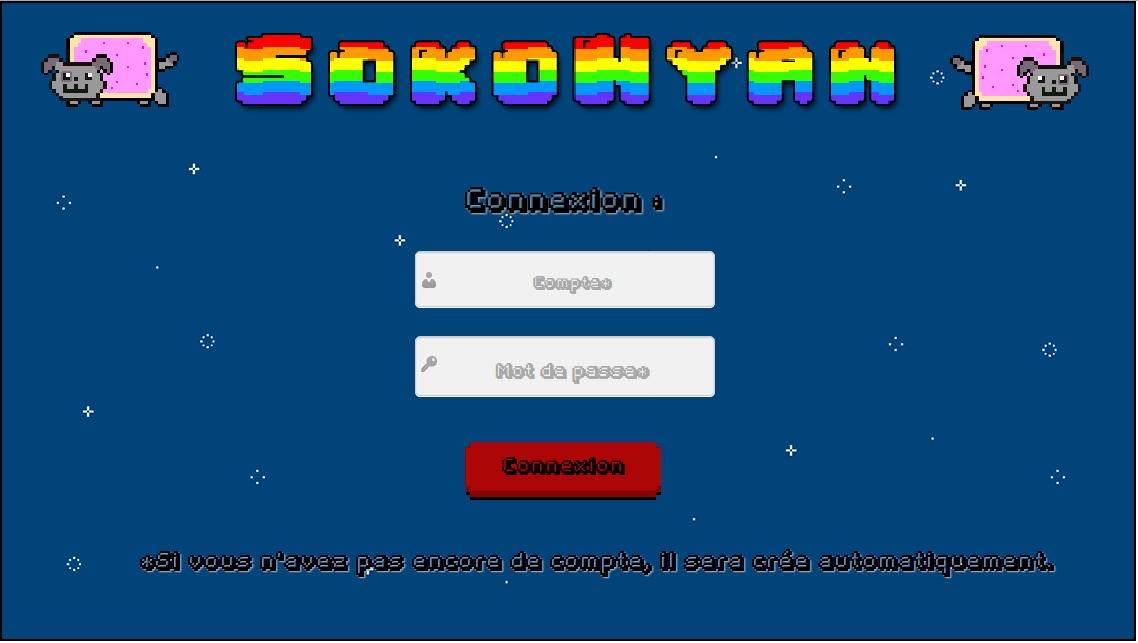 SOKONYAN
Connexion :
Compte*
Mot de passe*
Connexion
*Si vous n'avez pas encore de compte, il sera crée automatiquement.